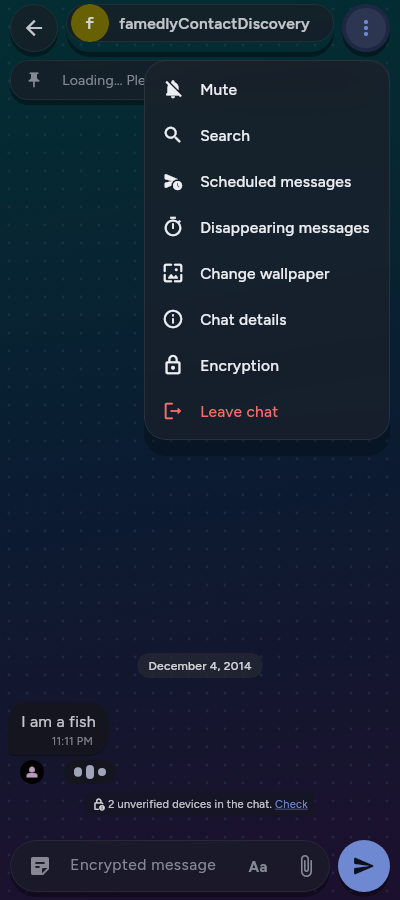 f
famedlyContactDiscovery
Loading... Ple
Mute
Search
Scheduled messages
Disappearing messages
Change wallpaper
Chat details
Encryption
Leave chat
December 4, 2014
I am a fish
11:11 PM
2 unverified devices in the chat. Check
Encrypted message
Aa